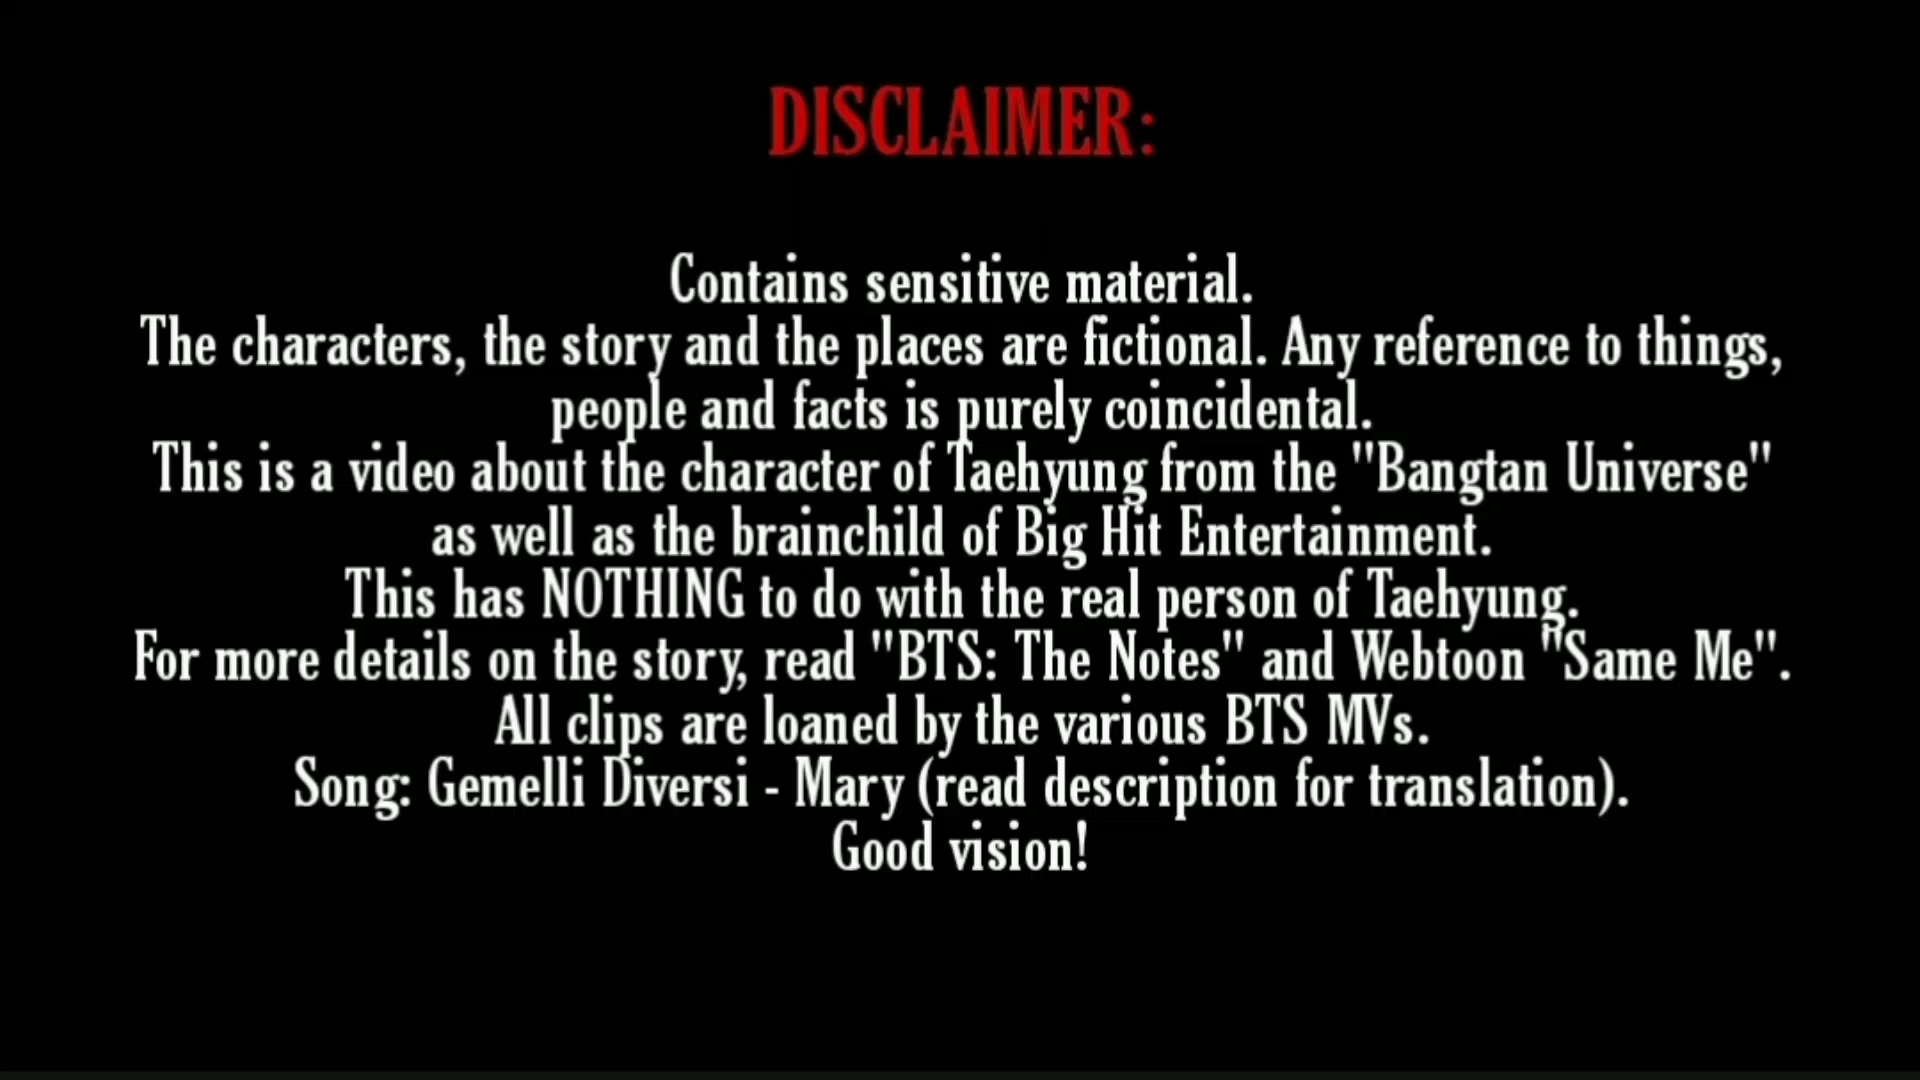 DISCLAIMER:
Contains sensitive material.
The characters, the story and the places are fictional. Any reference to things,
people and facts is purely coincidental.
This is a video about the character of Taehyung from the "Bangtan Universe"
as well as the brainchild of Big Hit Entertainment.
This has NOTHING to do with the real person of Taehyung.
For more details on the story, read "BTS: The Notes" and Webtoon "Same Me".
All clips are loaned by the various BTS MVs.
Song: Gemelli Diversi - Mary (read description for translation).
Good vision!